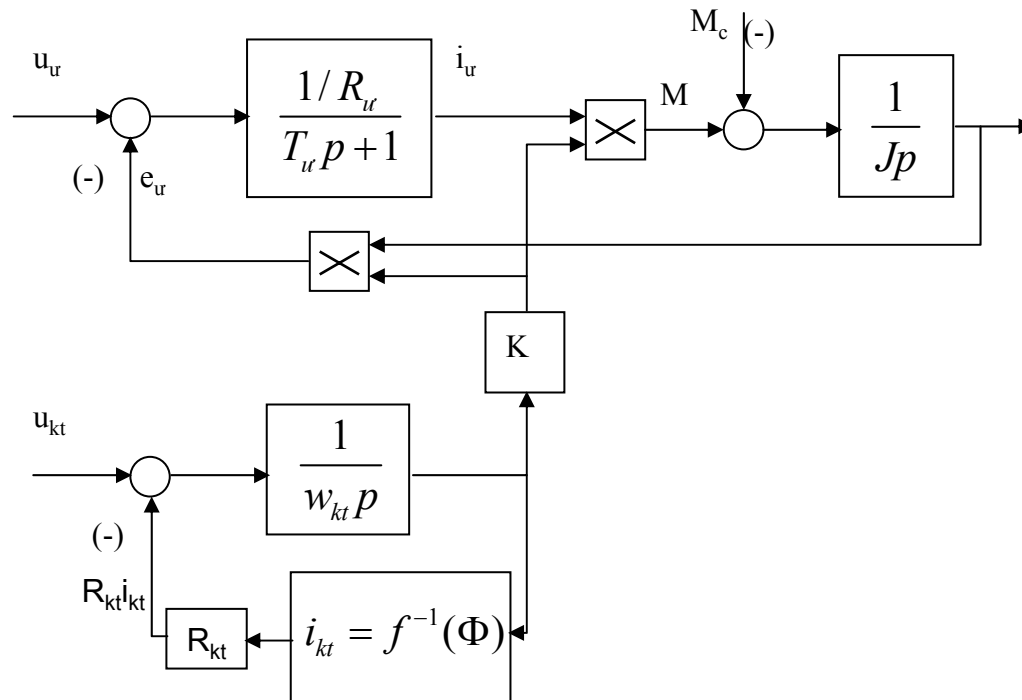 M_c
(-)
u_ư
i_ư
1/R_ư
T_ư p + 1
M
1
Jp
(-)
e_ư
K
u_kt
1
w_kt p
(-)
R_kt i_kt
R_kt
i_kt = f^{-1}(Φ)